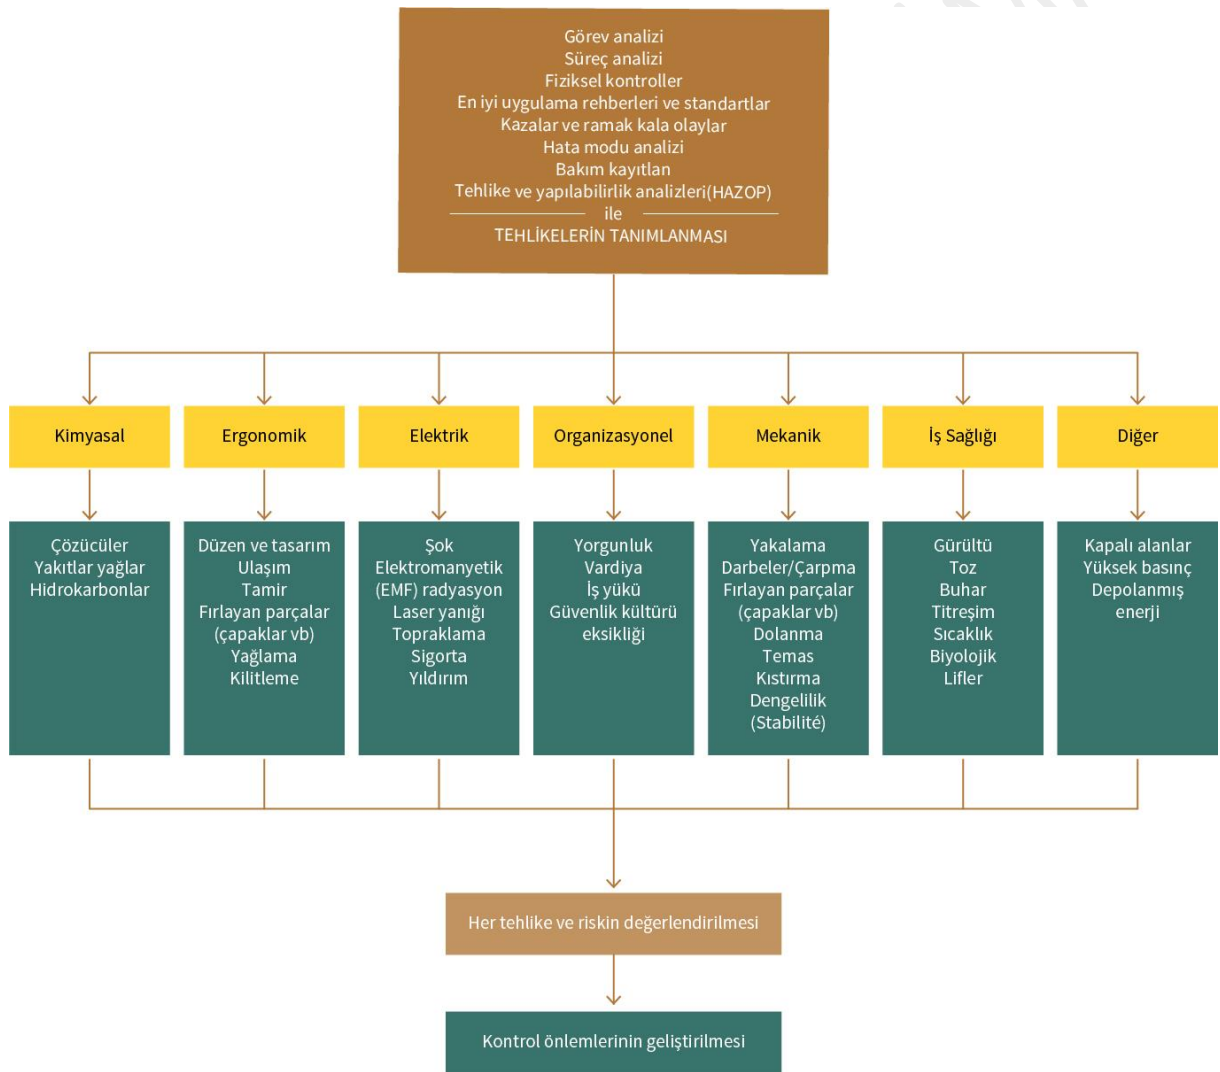 Görev analizi
Süreç analizi
Fiziksel kontroller
En iyi uygulama rehberleri ve standartlar
Kazalar ve ramak kala olaylar
Hata modu analizi
Bakım kayıtlan
Tehlike ve yapılabilirlik analizleri(HAZOP)
ile
TEHLİKELERİN TANIMLANMASI
Kimyasal
Ergonomik
Elektrik
Organizasyonel
Mekanik
İş Sağlığı
Diğer
Çözücüler
Yakıtlar yağlar
Hidrokarbonlar
Düzen ve tasarım
Ulaşım
Tamir
Fırlayan parçalar
(çapaklar vb)
Yağlama
Kilitleme
Şok
Elektromanyetik
(EMF) radyasyon
Laser yanığı
Topraklama
Sigorta
Yıldırım
Yorgunluk
Vardiya
İş yükü
Güvenlik kültürü
eksikliği
Yakalama
Darbeler/Çarpma
Fırlayan parçalar
(çapaklar vb)
Dolanma
Temas
Kıstırma
Dengelilik
(Stabilité)
Gürültü
Toz
Buhar
Titreşim
Sıcaklık
Biyolojik
Lifler
Kapalı alanlar
Yüksek basınç
Depolanmış
enerji
Her tehlike ve riskin değerlendirilmesi
Kontrol önlemlerinin geliştirilmesi